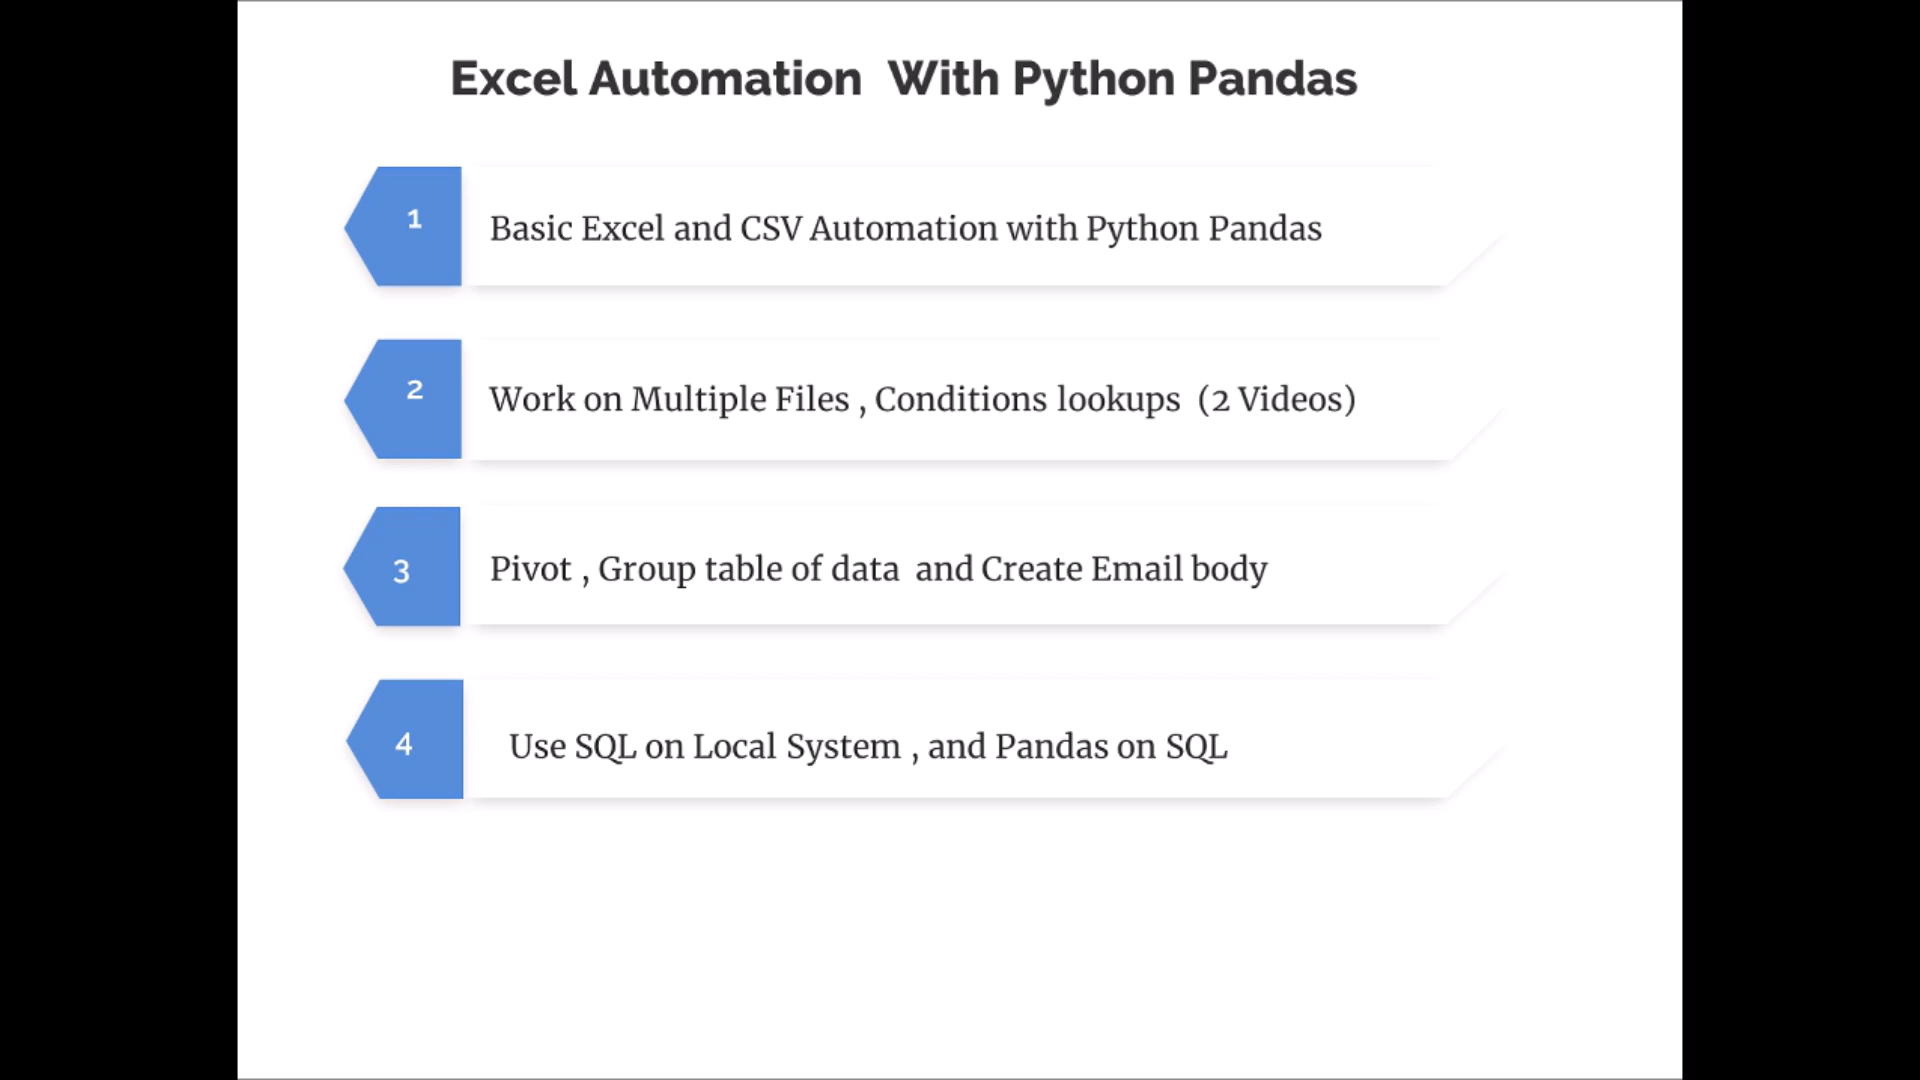 Excel Automation  With Python Pandas
1
Basic Excel and CSV Automation with Python Pandas
2
Work on Multiple Files , Conditions lookups  (2 Videos)
3
Pivot , Group table of data  and Create Email body
4
Use SQL on Local System , and Pandas on SQL